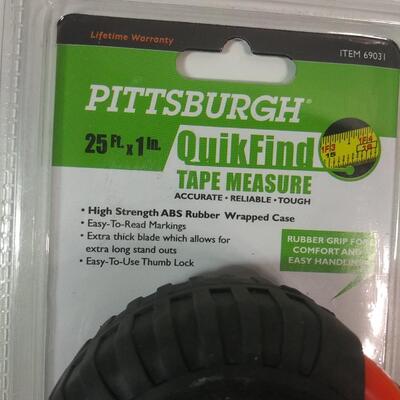 Lifetime Warranty
ITEM 69031
PITTSBURGH®
25 Ft. x 1 In.
QuikFind
TAPE MEASURE
ACCURATE • RELIABLE • TOUGH
• High Strength ABS Rubber Wrapped Case
• Easy-To-Read Markings
• Extra thick blade which allows for
extra long stand outs
• Easy-To-Use Thumb Lock
RUBBER GRIP FOR
COMFORT AND
EASY HANDLING